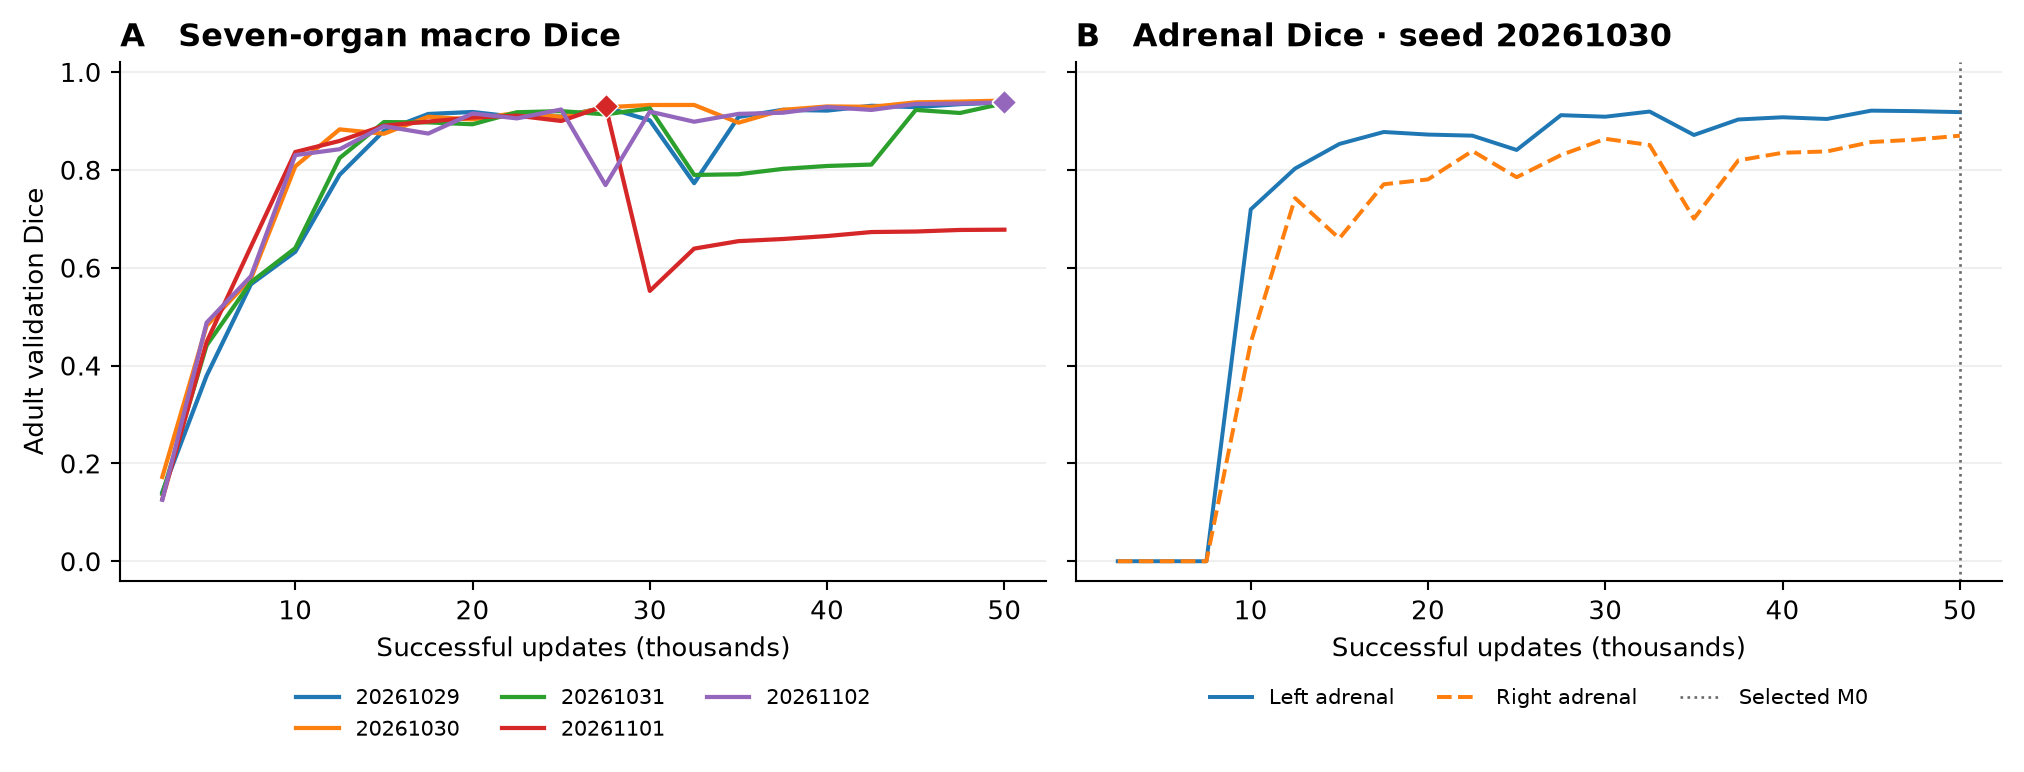 A Seven-organ macro Dice
Adult validation Dice
1.0
0.8
0.6
0.4
0.2
0.0
10 20 30 40 50
Successful updates (thousands)
20261029 20261031 20261102
20261030 20261101
B Adrenal Dice · seed 20261030
10 20 30 40 50
Successful updates (thousands)
Left adrenal Right adrenal Selected M0